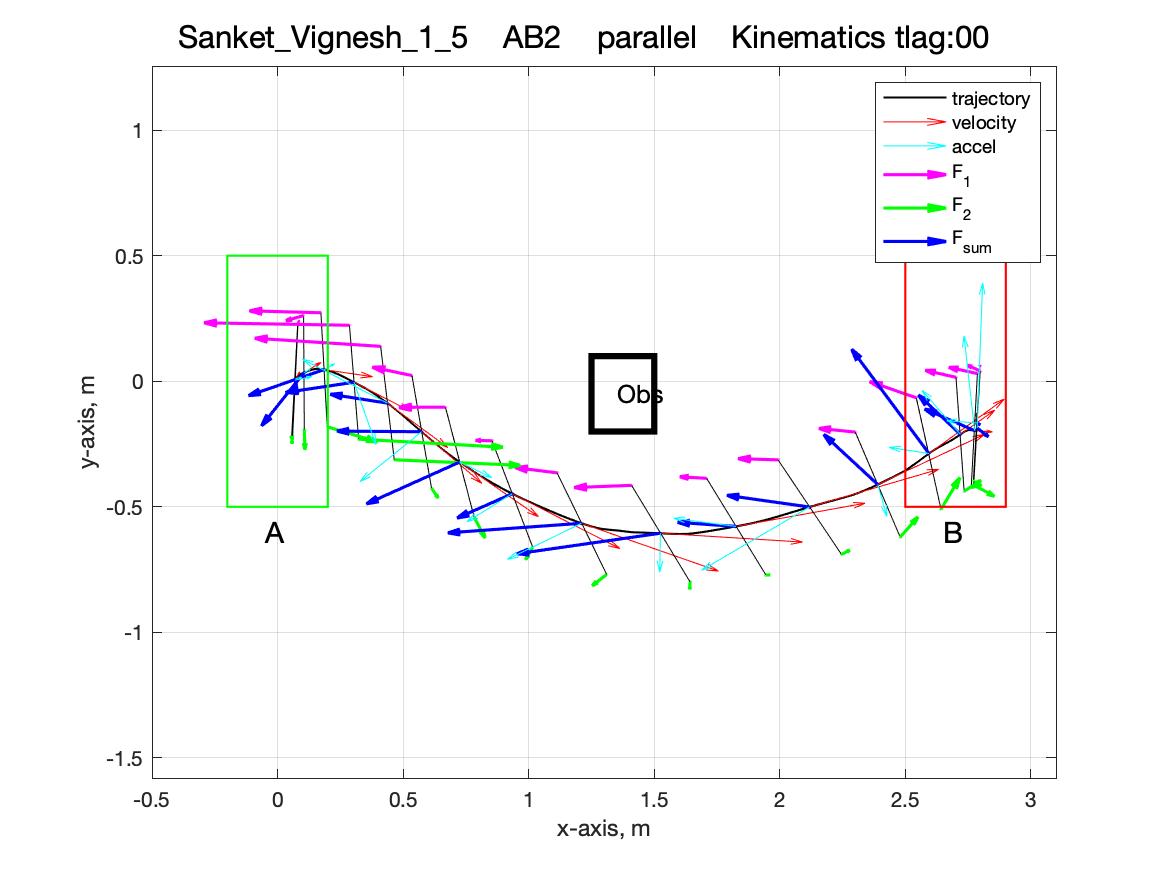 Sanket_Vignesh_1_5 AB2 parallel Kinematics tlag:00
trajectory
velocity
accel
F1
F2
Fsum
1
0.5
0
-0.5
-1
-1.5
y-axis, m
Obs
A
B
-0.5 0 0.5 1 1.5 2 2.5 3
x-axis, m